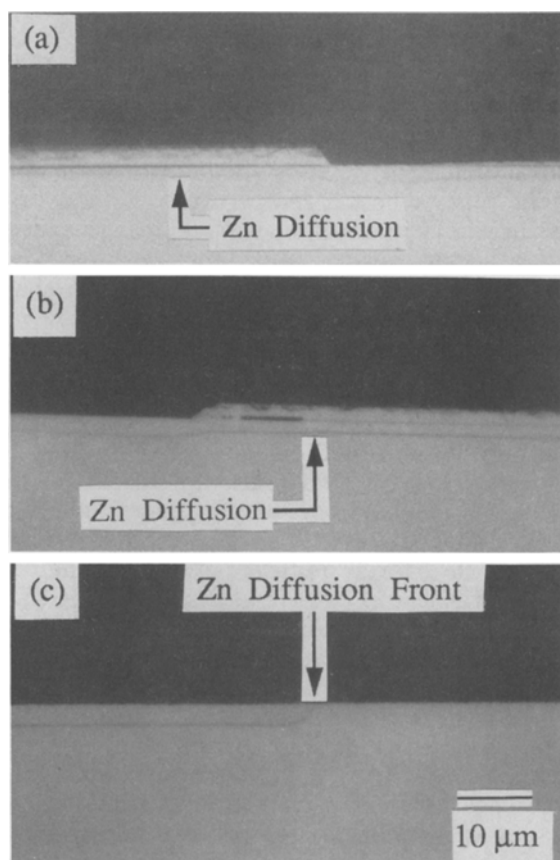 (a)
Zn Diffusion
(b)
Zn Diffusion
(c)
Zn Diffusion Front
10 µm